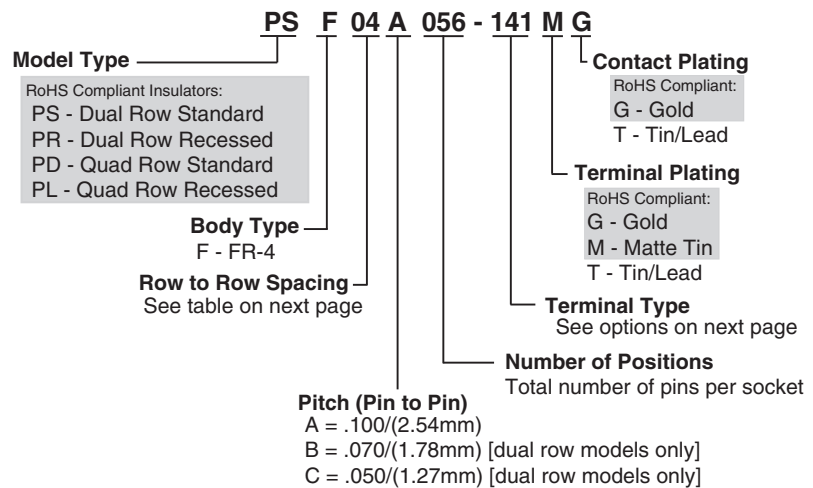 PS F 04 A 056 - 141 M G
Model Type
RoHS Compliant Insulators:
PS - Dual Row Standard
PR - Dual Row Recessed
PD - Quad Row Standard
PL - Quad Row Recessed
Body Type
F - FR-4
Row to Row Spacing
See table on next page
Contact Plating
RoHS Compliant:
G - Gold
T - Tin/Lead
Terminal Plating
RoHS Compliant:
G - Gold
M - Matte Tin
T - Tin/Lead
Terminal Type
See options on next page
Number of Positions
Total number of pins per socket
Pitch (Pin to Pin)
A = .100/(2.54mm)
B = .070/(1.78mm) [dual row models only]
C = .050/(1.27mm) [dual row models only]